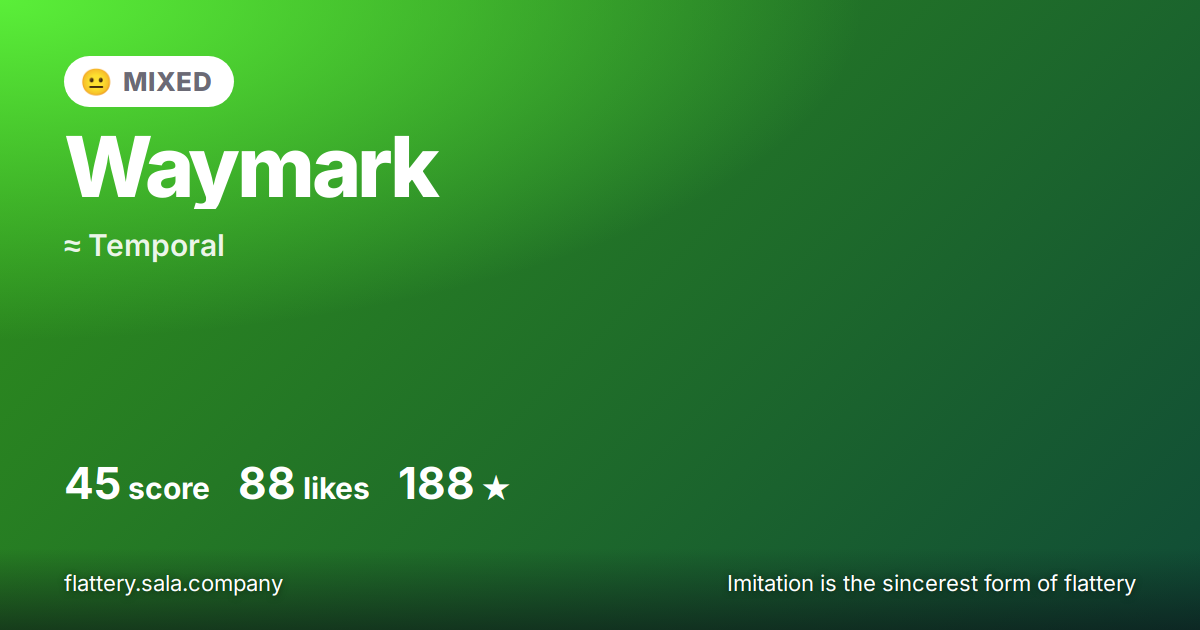 😐 MIXED
Waymark
≈ Temporal
45 score 88 likes 188 ★
flattery.sala.company
Imitation is the sincerest form of flattery